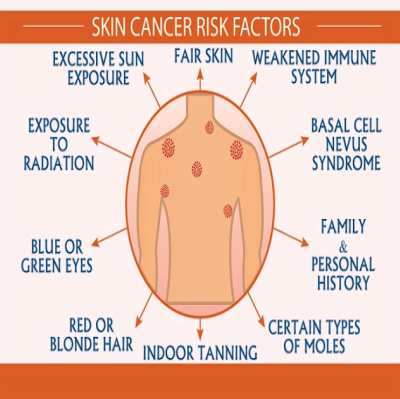 SKIN CANCER RISK FACTORS
EXCESSIVE SUN
EXPOSURE
FAIR SKIN
WEAKENED IMMUNE
SYSTEM
EXPOSURE
TO
RADIATION
BASAL CELL
NEVUS
SYNDROME
BLUE OR
GREEN EYES
FAMILY
&
PERSONAL
HISTORY
RED OR
BLONDE HAIR
INDOOR TANNING
CERTAIN TYPES
OF MOLES